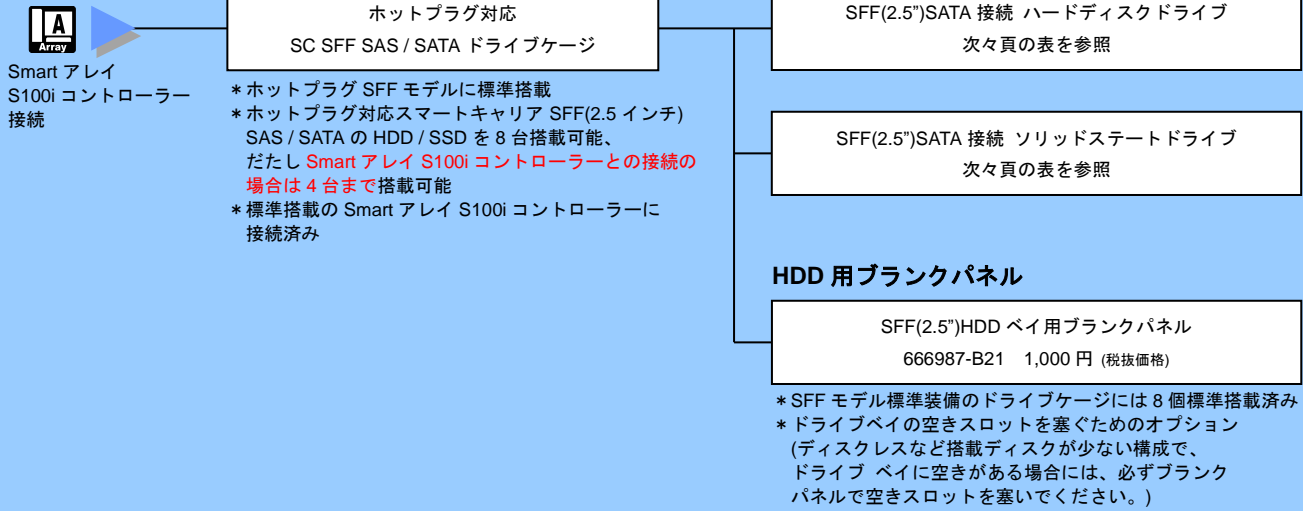 A
Array
Smart アレイ
S100i コントローラー
接続
ホットプラグ対応
SC SFF SAS / SATA ドライブケージ
＊ホットプラグ SFF モデルに標準搭載
＊ホットプラグ対応スマートキャリア SFF(2.5 インチ)
SAS / SATA の HDD / SSD を 8 台搭載可能、
だたし Smart アレイ S100i コントローラーとの接続の
場合は 4 台まで搭載可能
＊標準搭載の Smart アレイ S100i コントローラーに
接続済み
SFF(2.5”)SATA 接続 ハードディスクドライブ
次々頁の表を参照
SFF(2.5”)SATA 接続 ソリッドステートドライブ
次々頁の表を参照
HDD 用ブランクパネル
SFF(2.5”)HDD ベイ用ブランクパネル
666987-B21 1,000 円 (税抜価格)
＊SFF モデル標準装備のドライブケージには 8 個標準搭載済み
＊ドライブベイの空きスロットを塞ぐためのオプション
(ディスクレスなど搭載ディスクが少ない構成で、
ドライブ ベイに空きがある場合には、必ずブランク
パネルで空きスロットを塞いでください。)